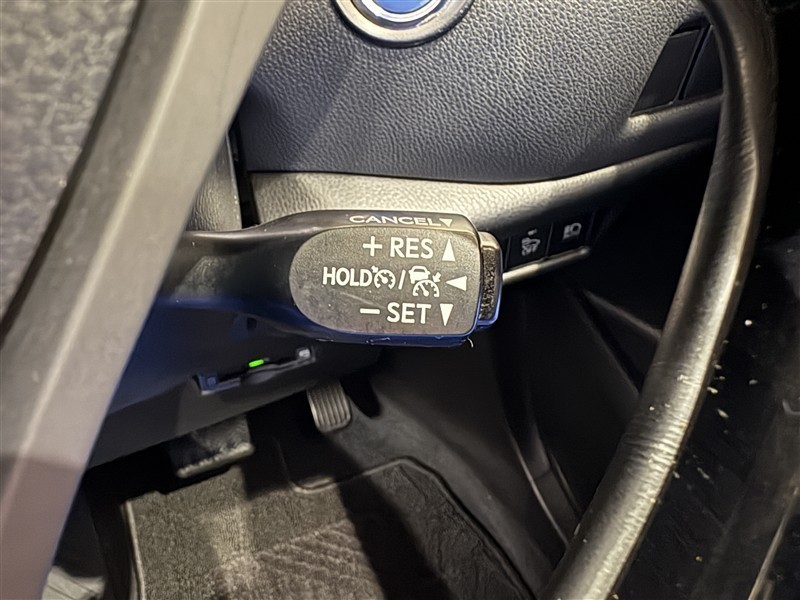 CANCEL▼
+ RES ▲
HOLD / ◀
− SET ▼